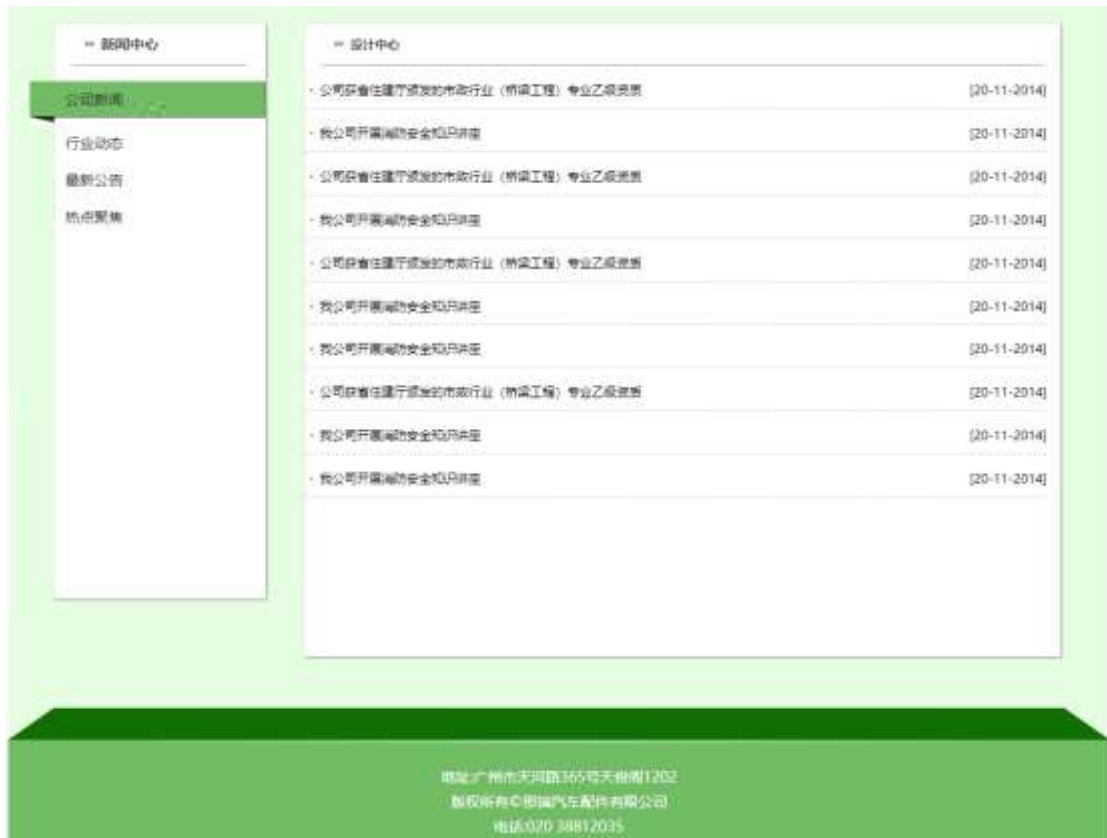 新闻中心
公司新闻
行业动态
最新公告
热点聚焦
设计中心
· 公司获省住建厅颁发的市政行业（桥梁工程）专业乙级资质 [20-11-2014]
· 我公司开展消防安全知识讲座 [20-11-2014]
· 公司获省住建厅颁发的市政行业（桥梁工程）专业乙级资质 [20-11-2014]
· 我公司开展消防安全知识讲座 [20-11-2014]
· 公司获省住建厅颁发的市政行业（桥梁工程）专业乙级资质 [20-11-2014]
· 我公司开展消防安全知识讲座 [20-11-2014]
· 我公司开展消防安全知识讲座 [20-11-2014]
· 公司获省住建厅颁发的市政行业（桥梁工程）专业乙级资质 [20-11-2014]
· 我公司开展消防安全知识讲座 [20-11-2014]
· 我公司开展消防安全知识讲座 [20-11-2014]
地址:广州市天河路365号天俊阁1202
版权所有©思瑞汽车配件有限公司
电话:020 38812035